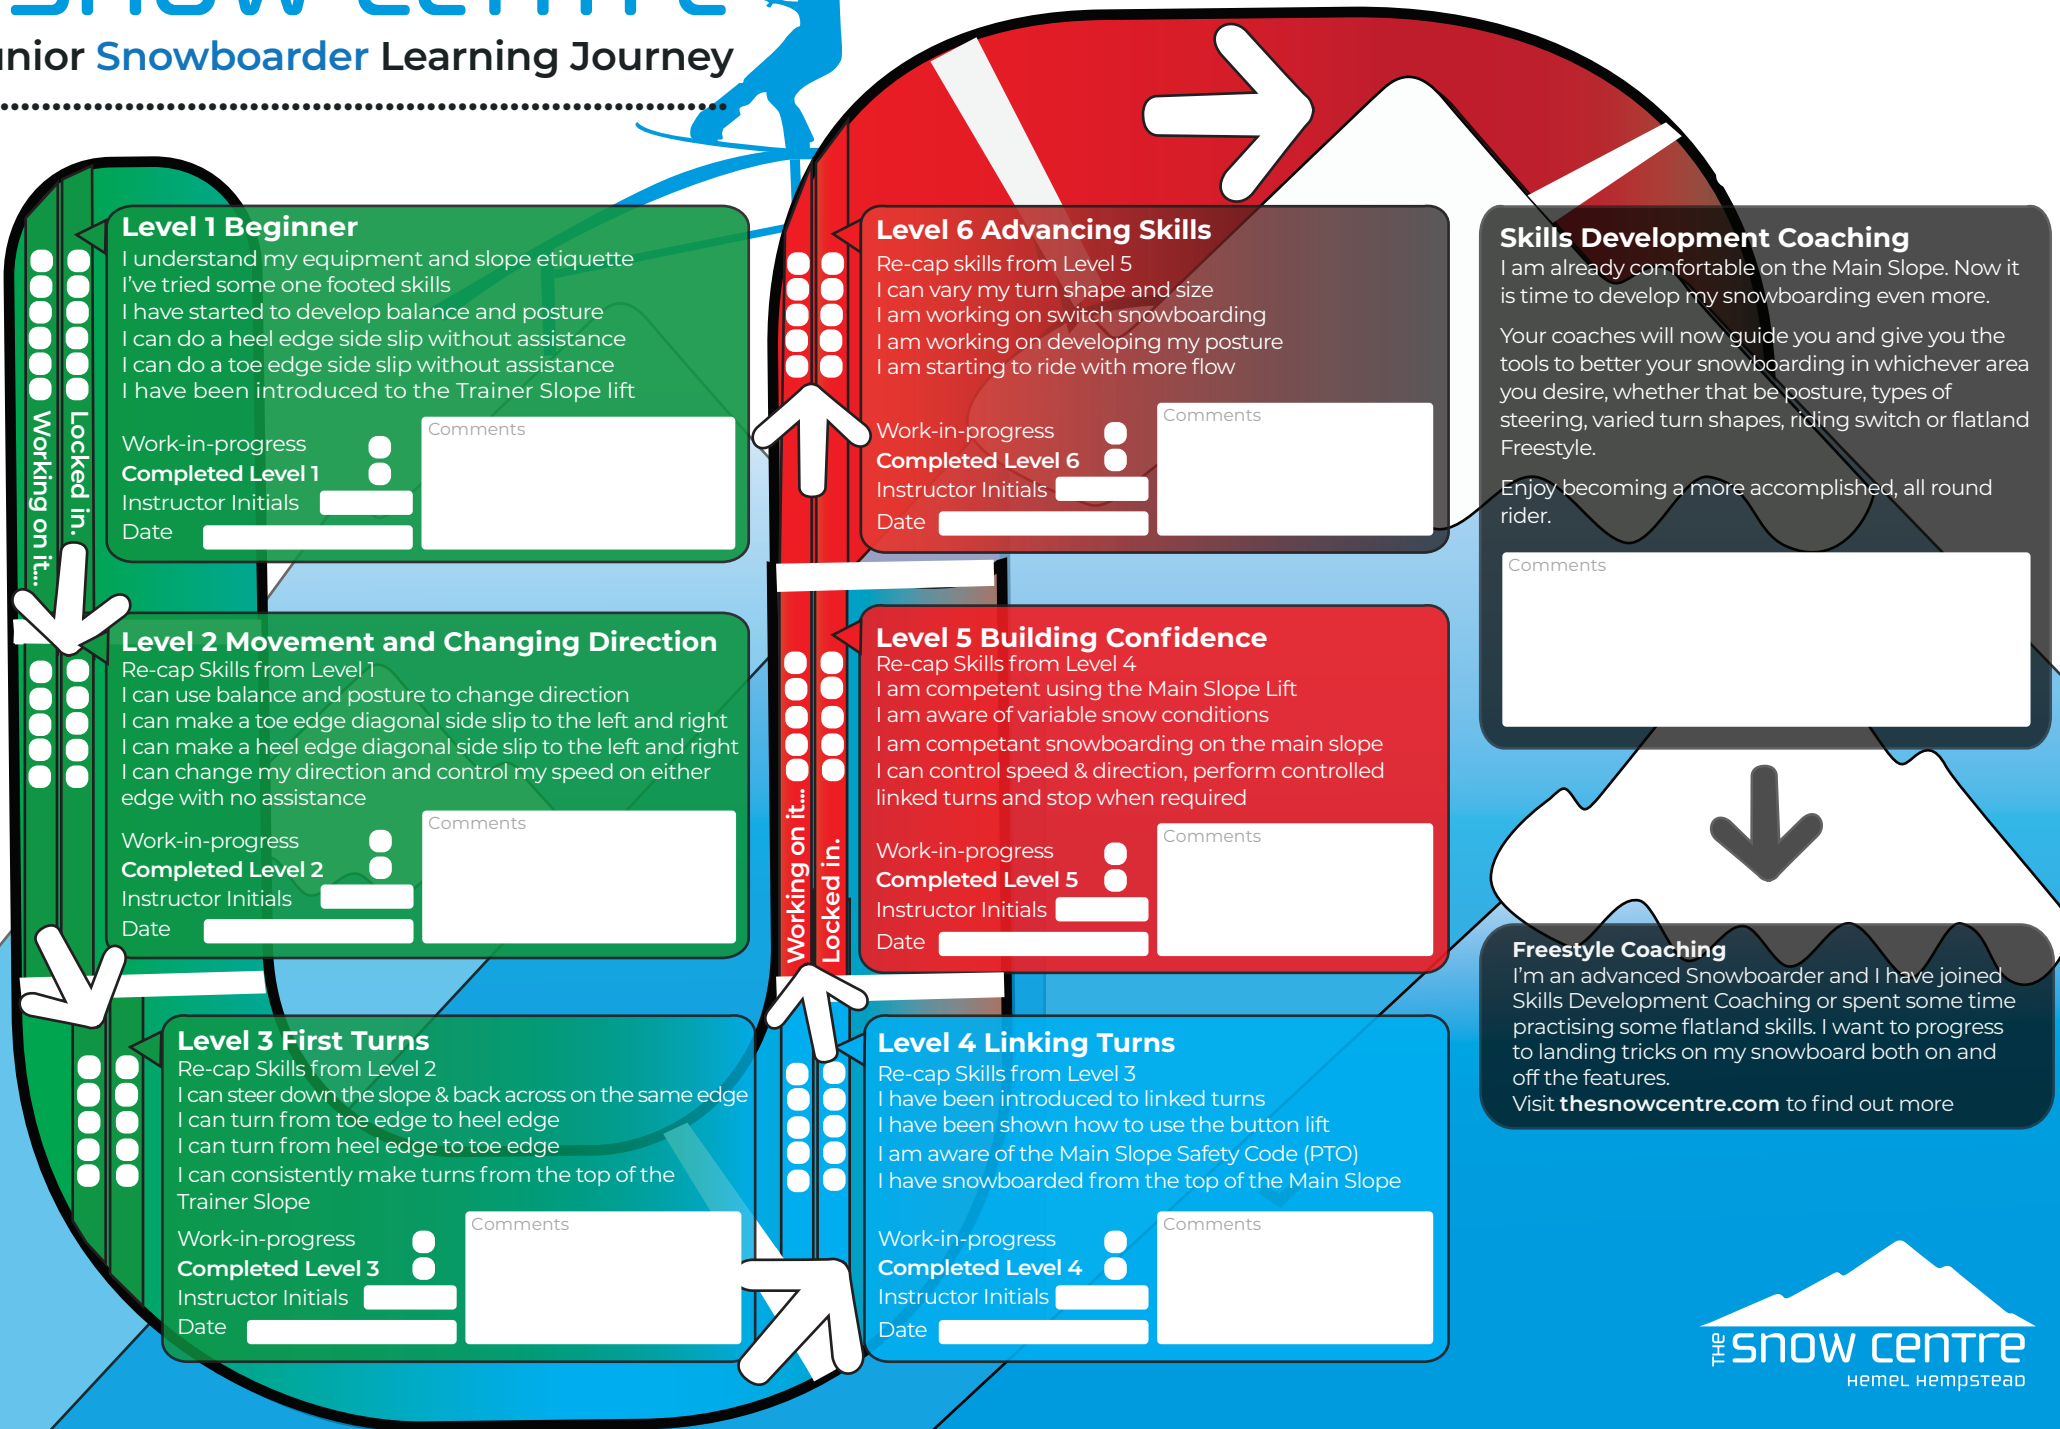 SNOW CENTRE
unior Snowboarder Learning Journey
Level 1 Beginner
I understand my equipment and slope etiquette
I've tried some one footed skills
I have started to develop balance and posture
I can do a heel edge side slip without assistance
I can do a toe edge side slip without assistance
I have been introduced to the Trainer Slope lift
Work-in-progress
Completed Level 1
Instructor Initials
Date
Comments
Working on it...
Locked in.
Level 2 Movement and Changing Direction
Re-cap Skills from Level 1
I can use balance and posture to change direction
I can make a toe edge diagonal side slip to the left and right
I can make a heel edge diagonal side slip to the left and right
I can change my direction and control my speed on either
edge with no assistance
Work-in-progress
Completed Level 2
Instructor Initials
Date
Comments
Level 3 First Turns
Re-cap Skills from Level 2
I can steer down the slope & back across on the same edge
I can turn from toe edge to heel edge
I can turn from heel edge to toe edge
I can consistently make turns from the top of the
Trainer Slope
Work-in-progress
Completed Level 3
Instructor Initials
Date
Comments
Level 4 Linking Turns
Re-cap Skills from Level 3
I have been introduced to linked turns
I have been shown how to use the button lift
I am aware of the Main Slope Safety Code (PTO)
I have snowboarded from the top of the Main Slope
Work-in-progress
Completed Level 4
Instructor Initials
Date
Comments
Level 5 Building Confidence
Re-cap Skills from Level 4
I am competent using the Main Slope Lift
I am aware of variable snow conditions
I am competant snowboarding on the main slope
I can control speed & direction, perform controlled
linked turns and stop when required
Work-in-progress
Completed Level 5
Instructor Initials
Date
Comments
Working on it...
Locked in.
Level 6 Advancing Skills
Re-cap skills from Level 5
I can vary my turn shape and size
I am working on switch snowboarding
I am working on developing my posture
I am starting to ride with more flow
Work-in-progress
Completed Level 6
Instructor Initials
Date
Comments
Skills Development Coaching
I am already comfortable on the Main Slope. Now it
is time to develop my snowboarding even more.
Your coaches will now guide you and give you the
tools to better your snowboarding in whichever area
you desire, whether that be posture, types of
steering, varied turn shapes, riding switch or flatland
Freestyle.
Enjoy becoming a more accomplished, all round
rider.
Comments
Freestyle Coaching
I'm an advanced Snowboarder and I have joined
Skills Development Coaching or spent some time
practising some flatland skills. I want to progress
to landing tricks on my snowboard both on and
off the features.
Visit thesnowcentre.com to find out more
THE SNOW CENTRE
HEMEL HEMPSTEAD